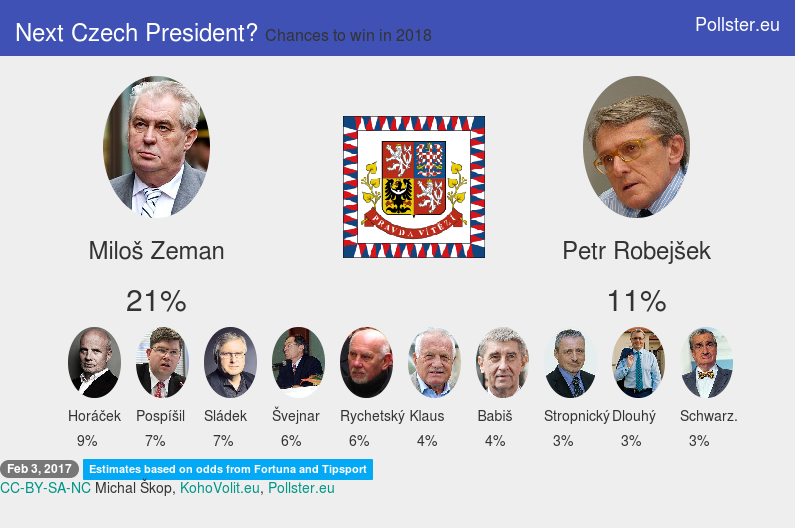 Next Czech President? Chances to win in 2018
Pollster.eu
PRAVDA VÍTĚZÍ
Miloš Zeman
Petr Robejšek
21%
11%
Horáček Pospíšil Sládek Švejnar Rychetský Klaus Babiš Stropnický Dlouhý Schwarz.
9% 7% 7% 6% 6% 4% 4% 3% 3% 3%
Feb 3, 2017 Estimates based on odds from Fortuna and Tipsport
CC-BY-SA-NC Michal Škop, KohoVolit.eu, Pollster.eu